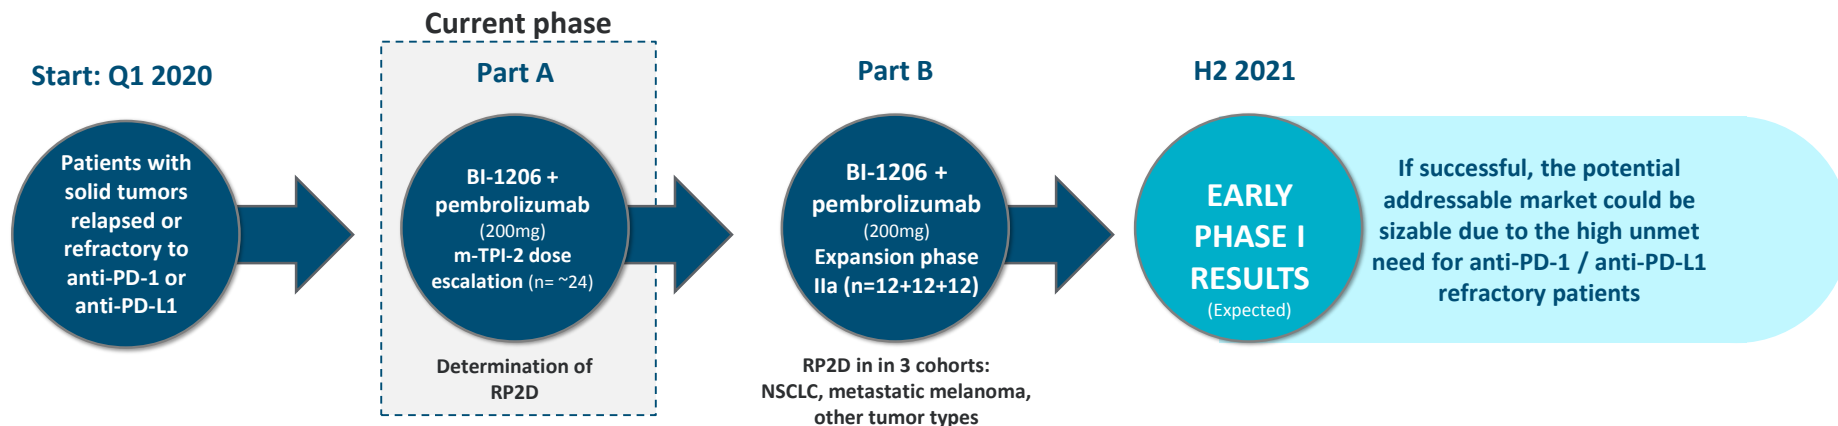 Start: Q1 2020
Patients with
solid tumors
relapsed or
refractory to
anti-PD-1 or
anti-PD-L1
Current phase
Part A
BI-1206 +
pembrolizumab
(200mg)
m-TPI-2 dose
escalation (n= ~24)
Determination of
RP2D
Part B
BI-1206 +
pembrolizumab
(200mg)
Expansion phase
IIa (n=12+12+12)
RP2D in in 3 cohorts:
NSCLC, metastatic melanoma,
other tumor types
H2 2021
EARLY
PHASE I
RESULTS
(Expected)
If successful, the potential
addressable market could be
sizable due to the high unmet
need for anti-PD-1 / anti-PD-L1
refractory patients